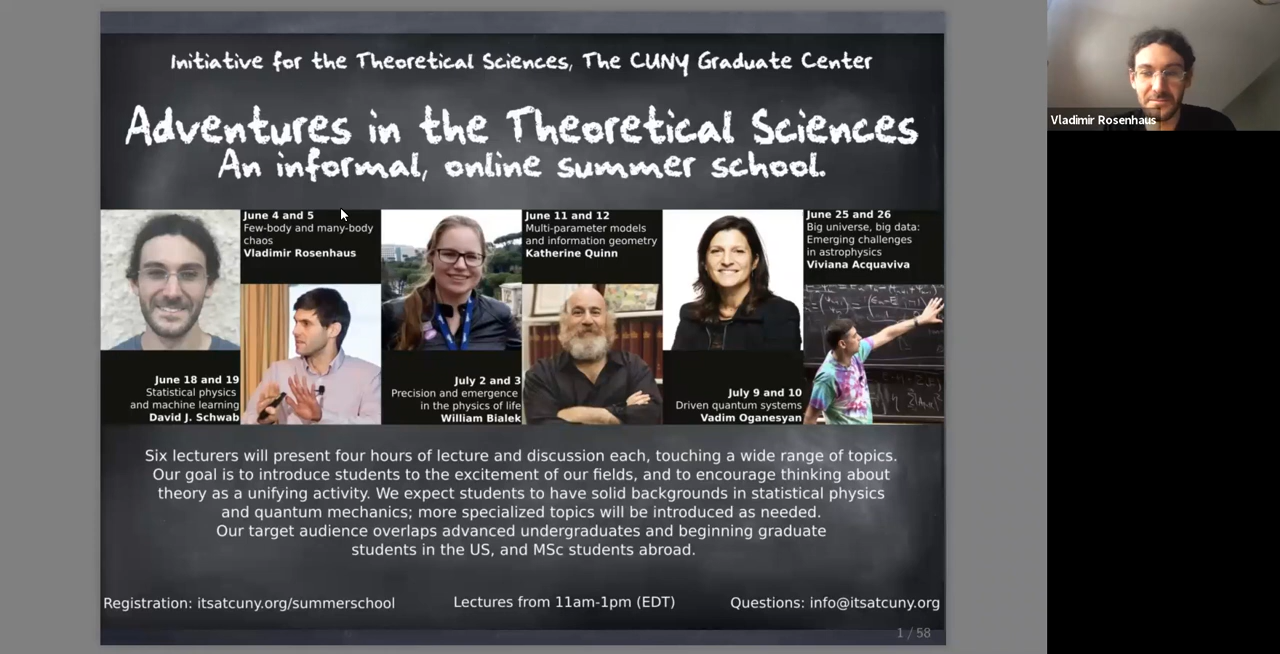 Initiative for the Theoretical Sciences, The CUNY Graduate Center
Adventures in the Theoretical Sciences
An informal, online summer school.
June 4 and 5
Few-body and many-body
chaos
Vladimir Rosenhaus
June 11 and 12
Multi-parameter models
and information geometry
Katherine Quinn
June 25 and 26
Big universe, big data:
Emerging challenges
in astrophysics
Viviana Acquaviva
June 18 and 19
Statistical physics
and machine learning
David J. Schwab
July 2 and 3
Precision and emergence
in the physics of life
William Bialek
July 9 and 10
Driven quantum systems
Vadim Oganesyan
Six lecturers will present four hours of lecture and discussion each, touching a wide range of topics.
Our goal is to introduce students to the excitement of our fields, and to encourage thinking about
theory as a unifying activity. We expect students to have solid backgrounds in statistical physics
and quantum mechanics; more specialized topics will be introduced as needed.
Our target audience overlaps advanced undergraduates and beginning graduate
students in the US, and MSc students abroad.
Registration: itsatcuny.org/summerschool
Lectures from 11am-1pm (EDT)
Questions: info@itsatcuny.org
1 / 58
Vladimir Rosenhaus